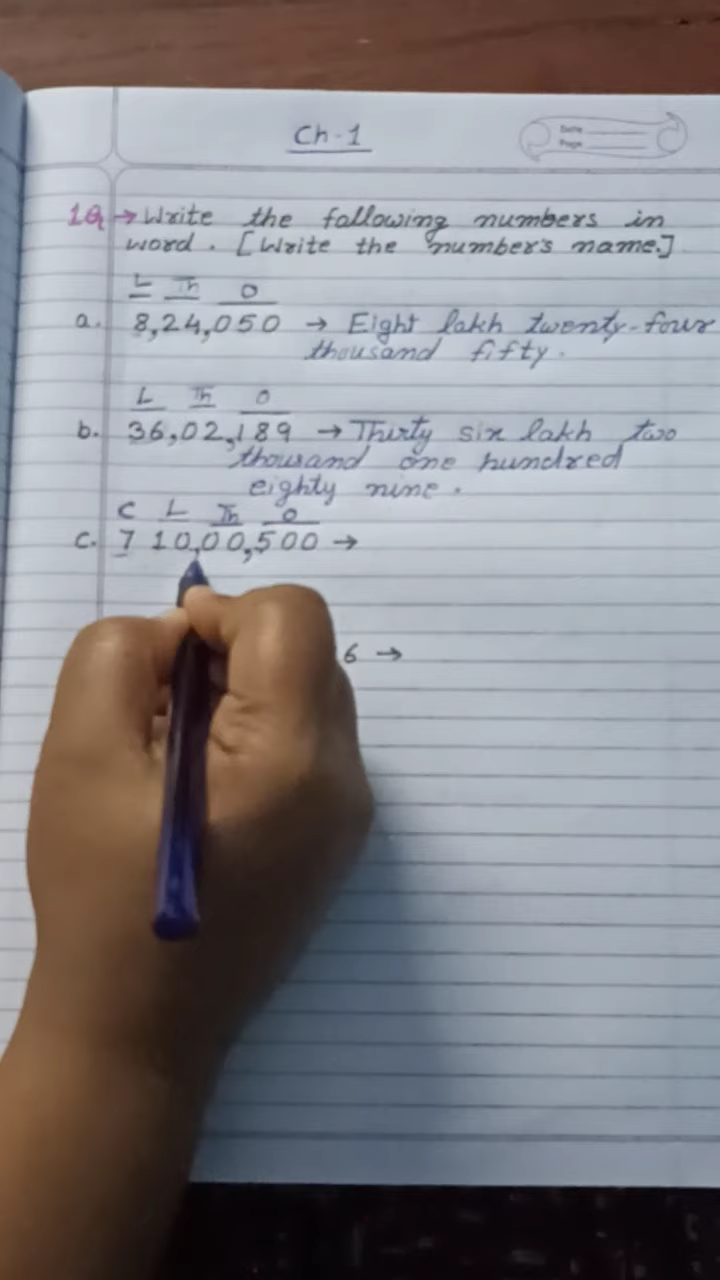 Ch-1
1Q → Write the following numbers in
word. [Write the number's name.]
L Th O
a. 8,24,050 → Eight lakh twenty-four
thousand fifty.
L Th O
b. 36,02,189 → Thirty six lakh two
thousand one hundred
eighty nine.
C L Th O
c. 7 10,00,500 →
6 →